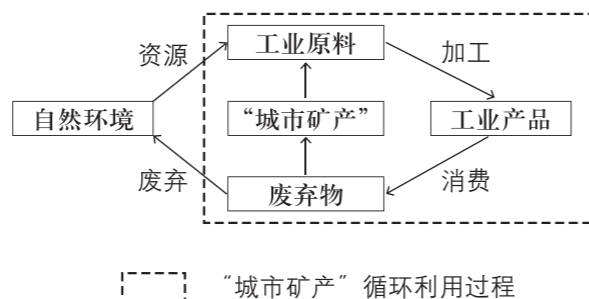 资源
工业原料
加工
自然环境
“城市矿产”
工业产品
废弃
废弃物
消费
“城市矿产”循环利用过程